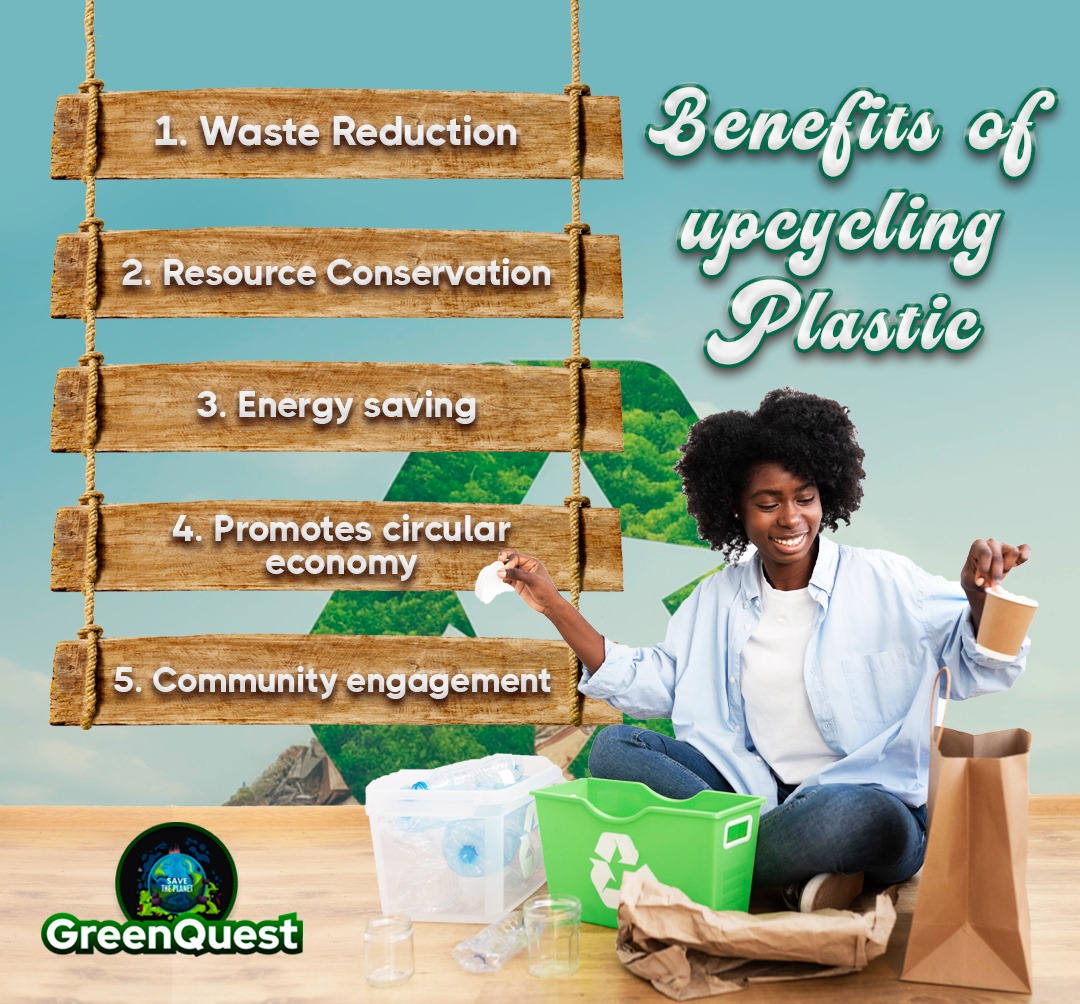 Benefits of
upcycling
Plastic
1. Waste Reduction
2. Resource Conservation
3. Energy saving
4. Promotes circular
economy
5. Community engagement
SAVE
THE PLANET
GreenQuest